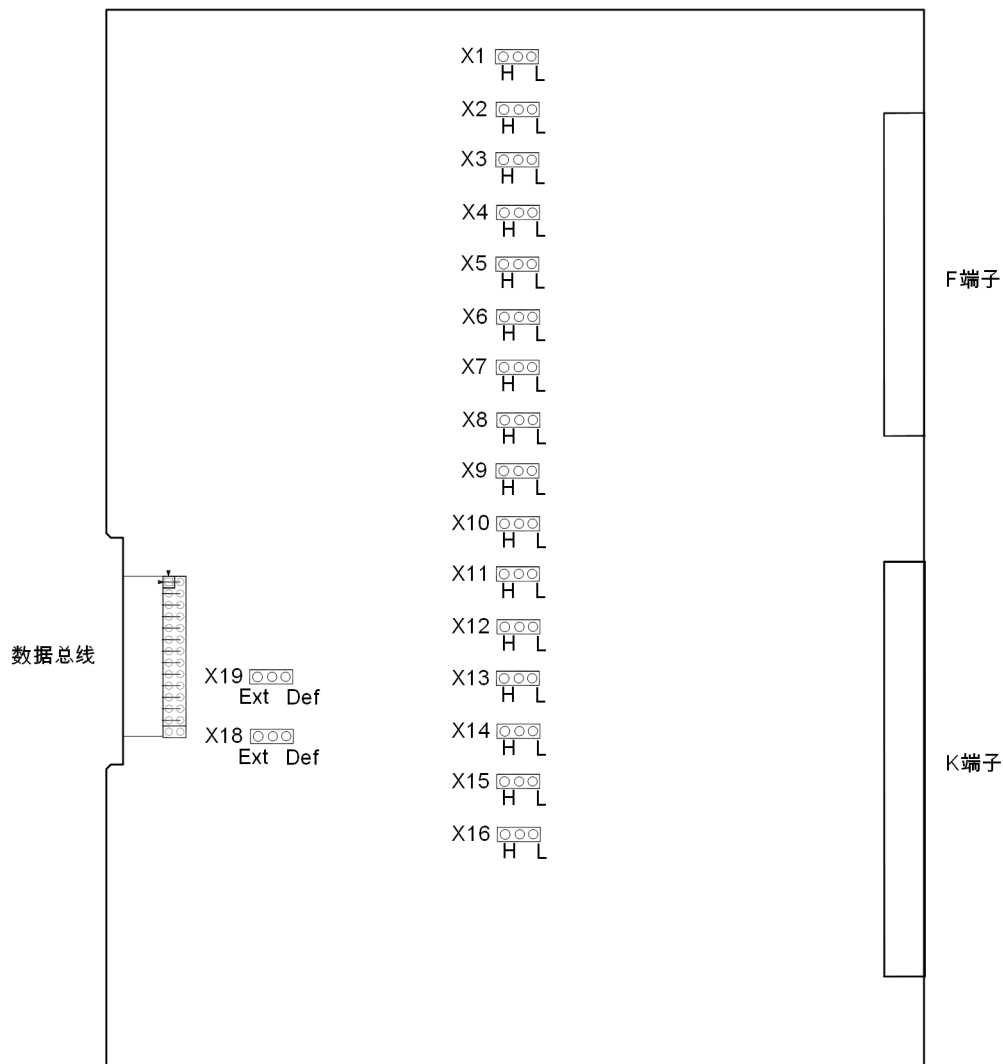 X1
H L
X2
H L
X3
H L
X4
H L
X5
H L
F端子
X6
H L
X7
H L
X8
H L
X9
H L
X10
H L
X11
H L
X12
H L
数据总线
X13
H L
X19
Ext Def
X14
H L
X18
Ext Def
K端子
X15
H L
X16
H L